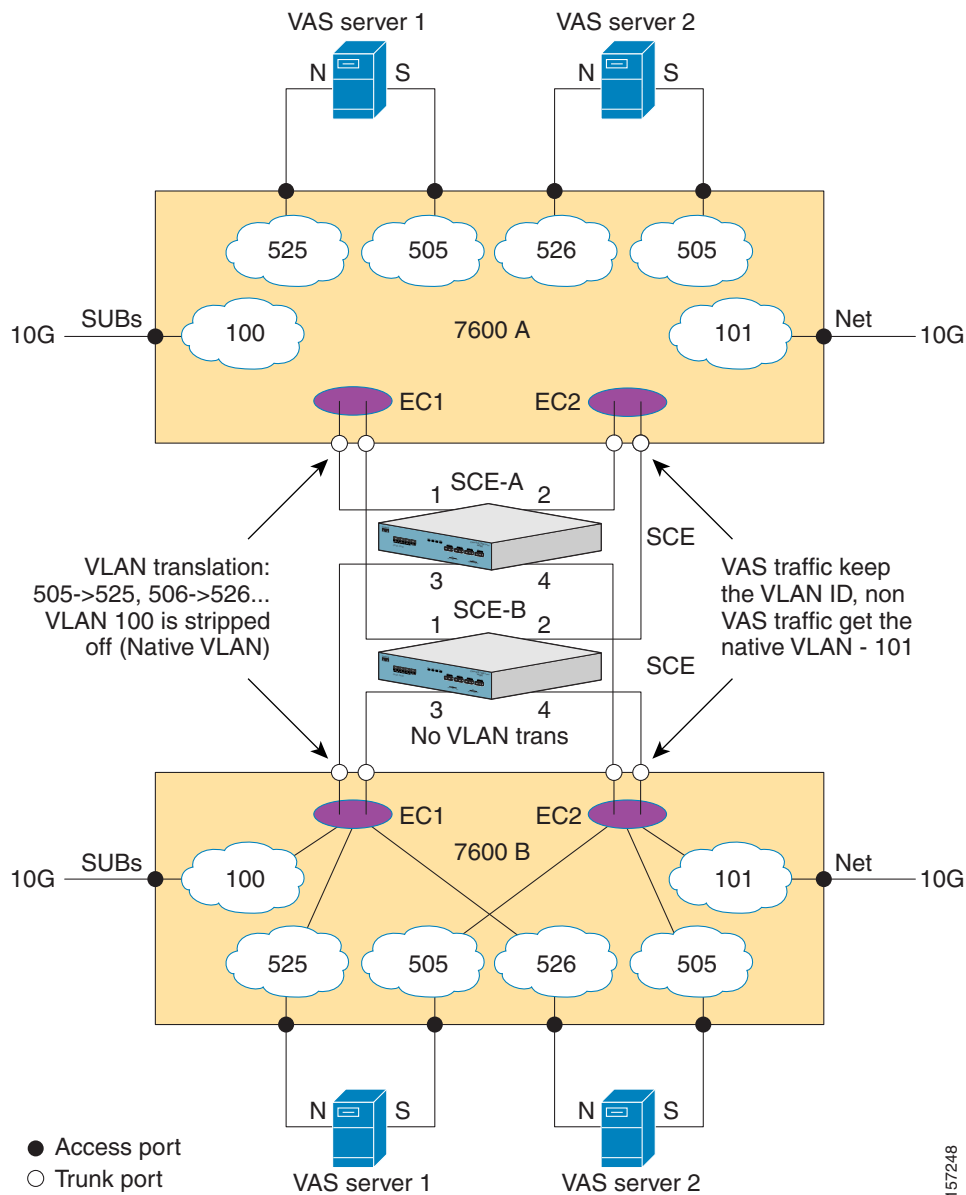 VAS server 1
VAS server 2
N
S
N
S
525
505
526
505
10G
SUBs
100
7600 A
101
Net
10G
EC1
EC2
SCE-A
1
2
SCE
3
4
VLAN translation:
505->525, 506->526...
VLAN 100 is stripped
off (Native VLAN)
VAS traffic keep
the VLAN ID, non
VAS traffic get the
native VLAN - 101
SCE-B
1
2
SCE
3
4
No VLAN trans
EC1
EC2
7600 B
10G
SUBs
100
101
Net
10G
525
505
526
505
N
S
N
S
VAS server 1
VAS server 2
Access port
Trunk port
157248